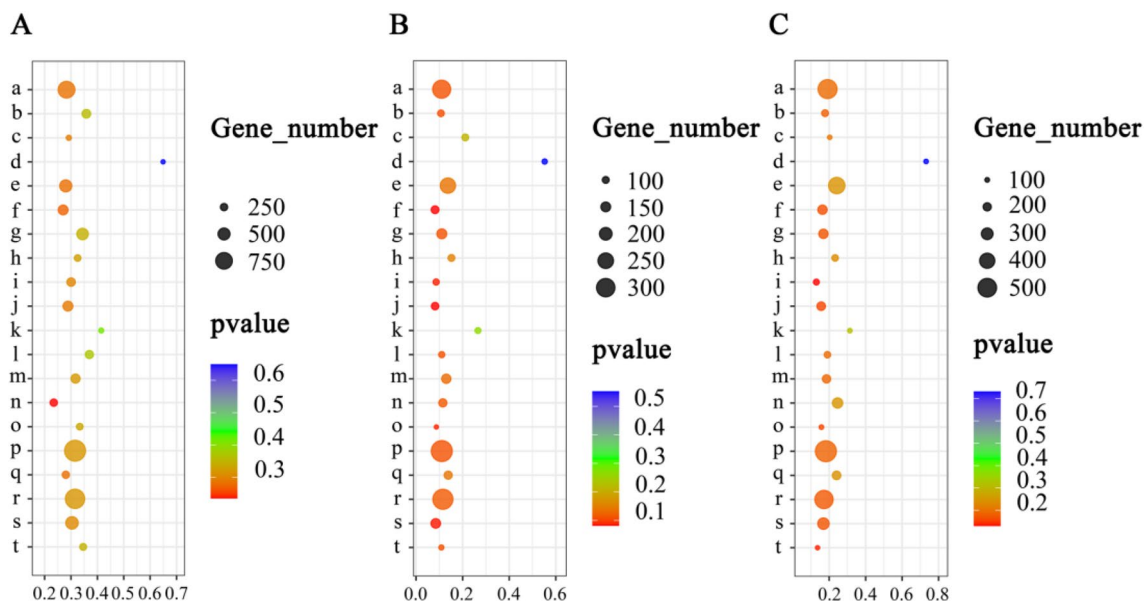 A B C
a
b
c
d
e
f
g
h
i
j
k
l
m
n
o
p
q
r
s
t
0.2 0.3 0.4 0.5 0.6 0.7
Gene_number
250
500
750
pvalue
0.6
0.5
0.4
0.3
a
b
c
d
e
f
g
h
i
j
k
l
m
n
o
p
q
r
s
t
0.0 0.2 0.4 0.6
Gene_number
100
150
200
250
300
pvalue
0.5
0.4
0.3
0.2
0.1
a
b
c
d
e
f
g
h
i
j
k
l
m
n
o
p
q
r
s
t
0.2 0.4 0.6 0.8
Gene_number
100
200
300
400
500
pvalue
0.7
0.6
0.5
0.4
0.3
0.2